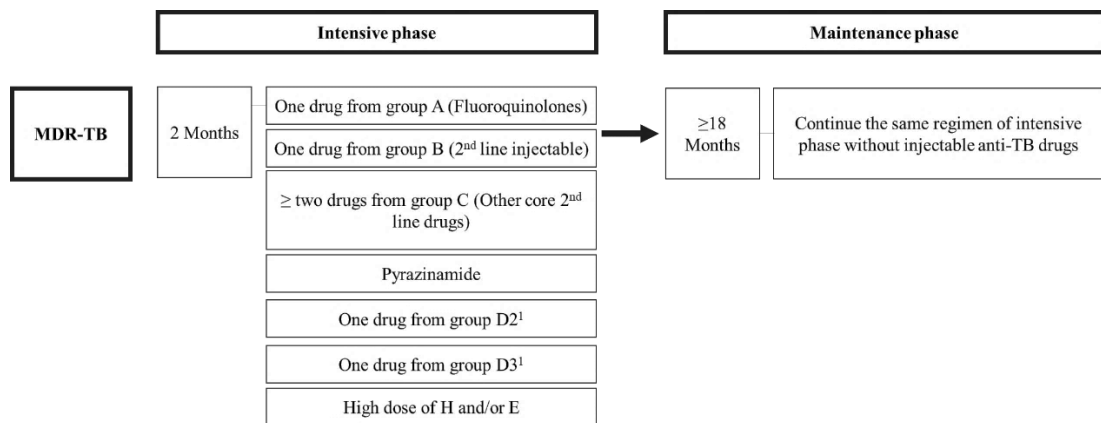 Intensive phase
Maintenance phase
MDR-TB
2 Months
One drug from group A (Fluoroquinolones)
One drug from group B (2nd line injectable)
≥ two drugs from group C (Other core 2nd
line drugs)
Pyrazinamide
One drug from group D2¹
One drug from group D3¹
High dose of H and/or E
≥18
Months
Continue the same regimen of intensive
phase without injectable anti-TB drugs